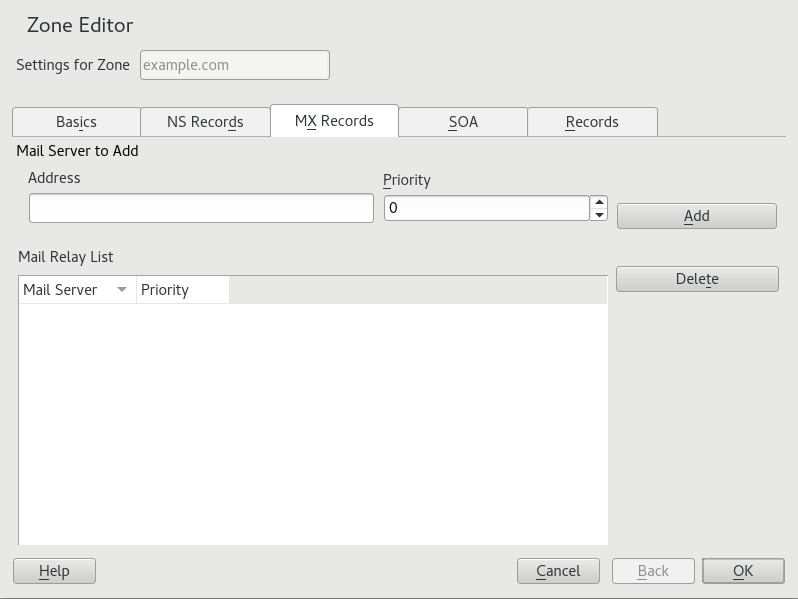 Zone Editor
Settings for Zone example.com
Basics NS Records MX Records SOA Records
Mail Server to Add
Address Priority
0 Add
Mail Relay List
Delete
Mail Server Priority
Help Cancel Back OK